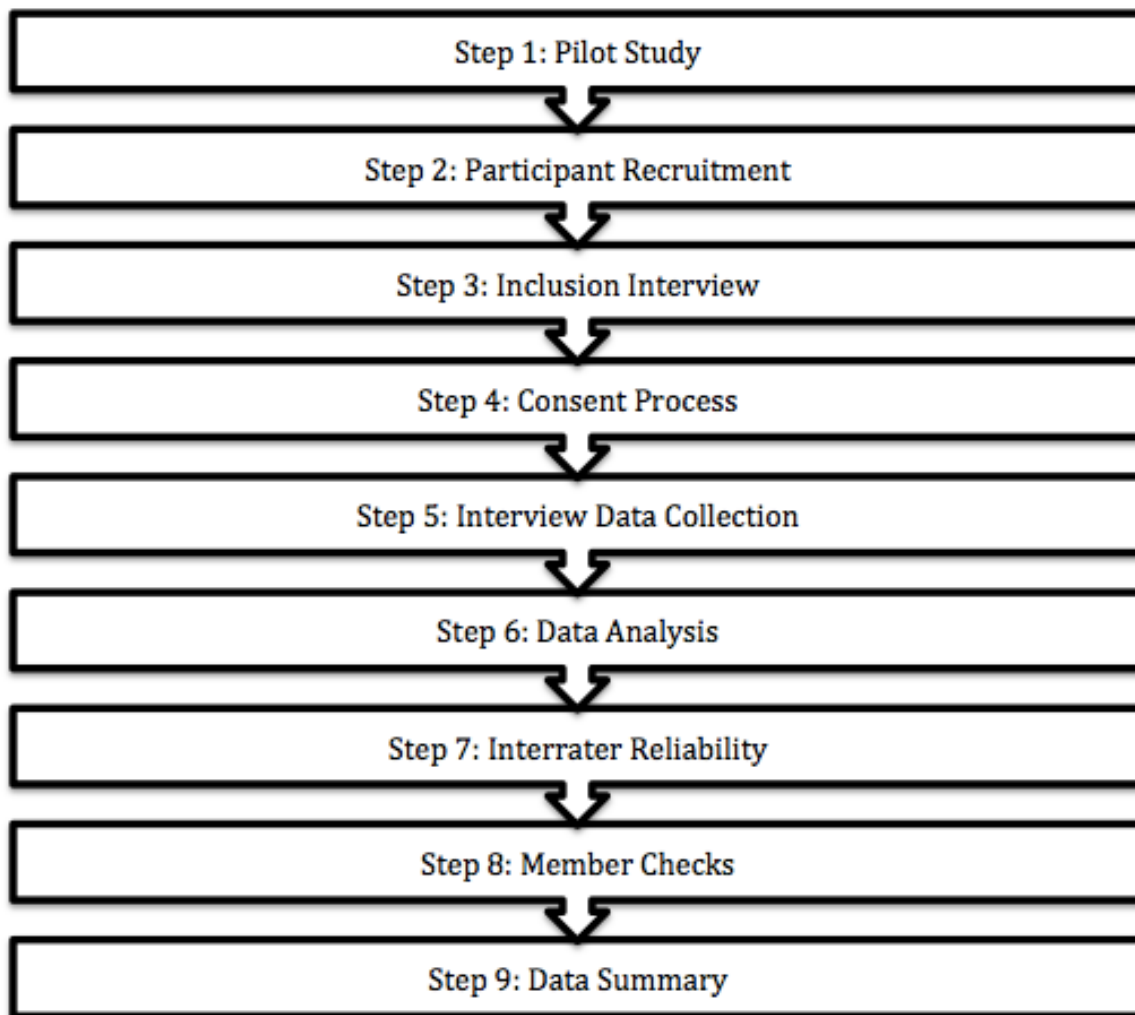 Step 1: Pilot Study
Step 2: Participant Recruitment
Step 3: Inclusion Interview
Step 4: Consent Process
Step 5: Interview Data Collection
Step 6: Data Analysis
Step 7: Interrater Reliability
Step 8: Member Checks
Step 9: Data Summary